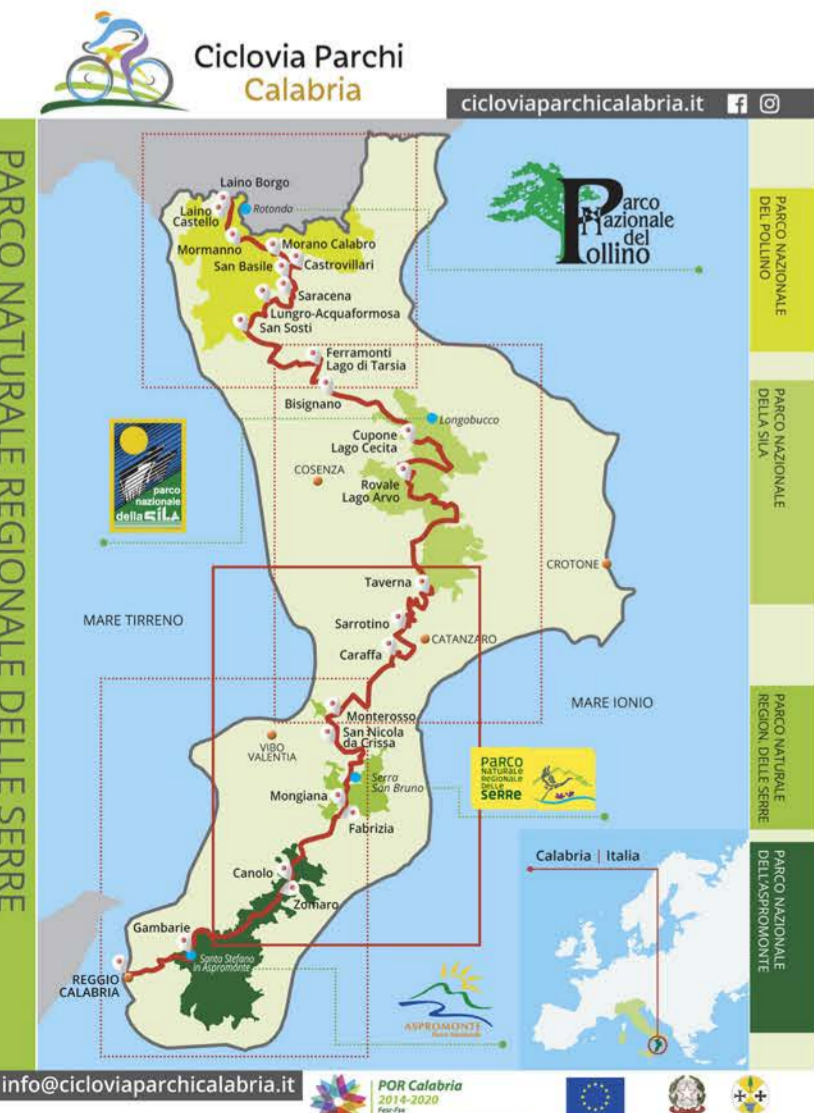 Ciclovia Parchi
Calabria
cicloviaparchicalabria.it
PARCO NATURALE REGIONALE DELLE SERRE
Laino Borgo
Laino
Castello
Rotonda
Mormanno
Morano Calabro
San Basile
Castrovillari
Saracena
Lungro-Acquaformosa
San Sosti
Ferramonti
Lago di Tarsia
Bisignano
Longobucco
Cupone
Lago Cecita
COSENZA
Rovale
Lago Arvo
CROTONE
Taverna
MARE TIRRENO
Sarrotino
CATANZARO
Caraffa
MARE IONIO
Monterosso
San Nicola
da Crissa
VIBO
VALENTIA
Serra
San Bruno
Mongiana
Fabrizia
Canolo
Zomaro
Gambarie
Santo Stefano
In Aspromonte
REGGIO
CALABRIA
Parco
Nazionale
del
Pollino
parco
nazionale
della SILA
PARCO
NATURALE
REGIONALE
DELLE
SERRE
ASPROMONTE
Parco Nazionale
Calabria | Italia
PARCO NAZIONALE
DEL POLLINO
PARCO NAZIONALE
DELLA SILA
PARCO NATURALE
REGION. DELLE SERRE
PARCO NAZIONALE
DELL'ASPROMONTE
info@cicloviaparchicalabria.it
POR Calabria
2014-2020
Fesr-Fse